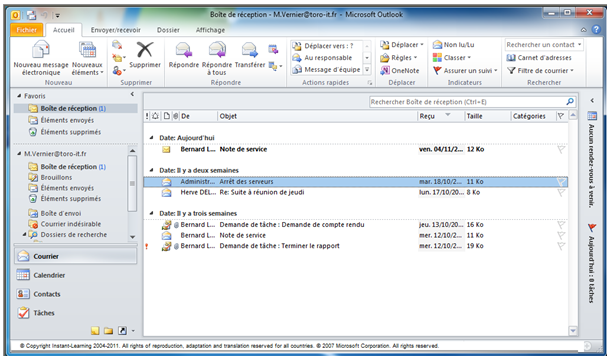 Boîte de réception - M.Vernier@toro-it.fr - Microsoft Outlook
Fichier Accueil Envoyer/recevoir Dossier Affichage
Nouveau message électronique
Nouveaux éléments
Supprimer
Répondre
Répondre à tous
Transférer
Déplacer vers : ?
Au responsable
Message d'équipe
Déplacer
Règles
OneNote
Non lu/Lu
Classer
Assurer un suivi
Rechercher un contact
Carnet d'adresses
Filtre de courrier
Nouveau Supprimer Répondre Actions rapides Déplacer Indicateurs Rechercher
Favoris
Boîte de réception (1)
Éléments envoyés
Éléments supprimés
M.Vernier@toro-it.fr
Boîte de réception (1)
Brouillons
Éléments envoyés
Éléments supprimés
Boîte d'envoi
Courrier indésirable
Dossiers de recherche
Courrier
Calendrier
Contacts
Tâches
Rechercher Boîte de réception (Ctrl+E)
De Objet Reçu Taille Catégories
Date: Aujourd'hui
Bernard L... Note de service ven. 04/11/2... 12 Ko
Date: Il y a deux semaines
Administr... Arrêt des serveurs mar. 18/10/2... 11 Ko
Herve DEL... Re: Suite à réunion de jeudi lun. 17/10/20... 8 Ko
Date: Il y a trois semaines
Bernard L... Demande de tâche : Demande de compte rendu jeu. 13/10/20... 16 Ko
Bernard L... Note de service mer. 12/10/2... 11 Ko
Bernard L... Demande de tâche : Terminer le rapport mer. 12/10/2... 19 Ko
Aucun rendez-vous à venir.
Aujourd'hui : 0 tâches
© Copyright Instant-Learning 2004-2011. All rights of reproduction, adaptation and translation reserved for all countries. © 2007 Microsoft Corporation. All rights reserved.